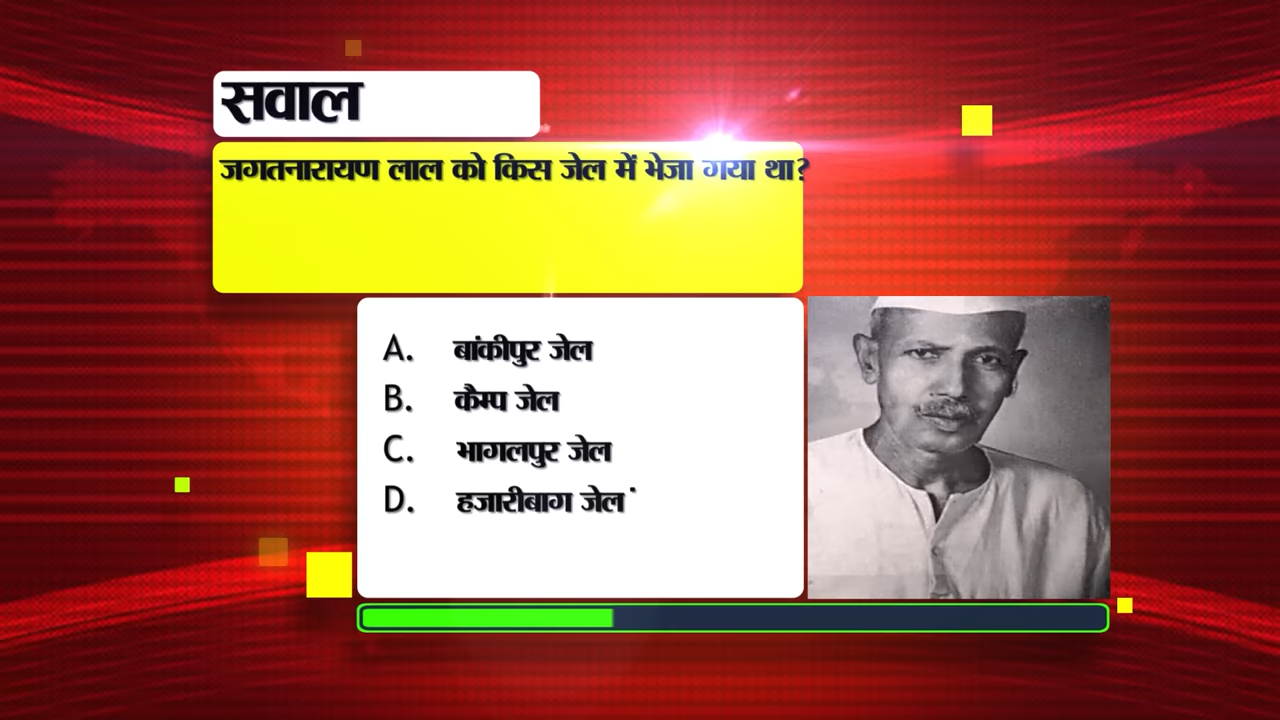 सवाल
जगतनारायण लाल को किस जेल में भेजा गया था?
A. बांकीपुर जेल
B. कैम्प जेल
C. भागलपुर जेल
D. हजारीबाग जेल